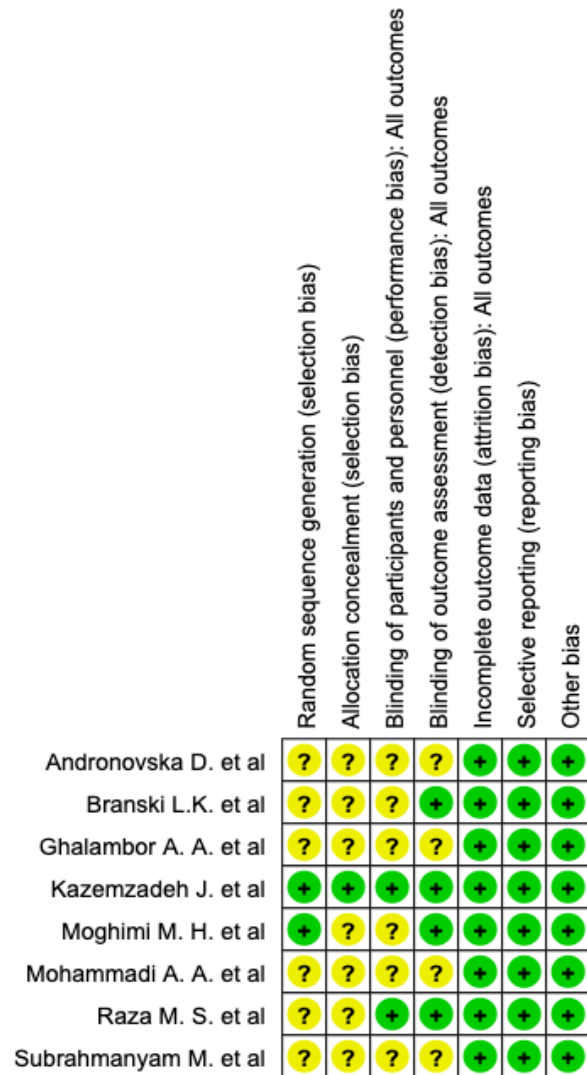 Random sequence generation (selection bias)
Allocation concealment (selection bias)
Blinding of participants and personnel (performance bias): All outcomes
Blinding of outcome assessment (detection bias): All outcomes
Incomplete outcome data (attrition bias): All outcomes
Selective reporting (reporting bias)
Other bias
Andronovska D. et al ? ? ? ? + + +
Branski L.K. et al ? ? ? + + + +
Ghalambor A. A. et al ? ? ? ? + + +
Kazemzadeh J. et al + + + + + + +
Moghimi M. H. et al + ? ? + + + +
Mohammadi A. A. et al ? ? ? ? + + +
Raza M. S. et al ? ? + + + + +
Subrahmanyam M. et al ? ? ? ? + + +